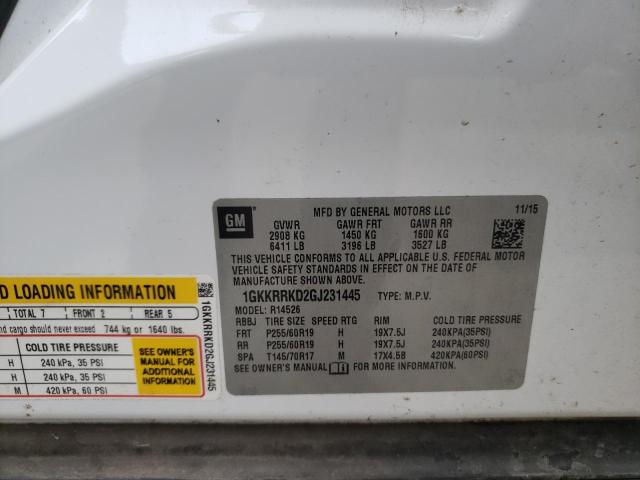 GM
MFD BY GENERAL MOTORS LLC 11/15
GVWR GAWR FRT GAWR RR
2908 KG 1450 KG 1600 KG
6411 LB 3196 LB 3527 LB
THIS VEHICLE CONFORMS TO ALL APPLICABLE U.S. FEDERAL MOTOR
VEHICLE SAFETY STANDARDS IN EFFECT ON THE DATE OF
MANUFACTURE SHOWN ABOVE.
1GKKRRKD2GJ231445 TYPE: M.P.V.
MODEL: R14526
RBBJ TIRE SIZE SPEED RTG RIM COLD TIRE PRESSURE
FRT P255/60R19 H 19X7.5J 240KPA(35PSI)
RR P255/60R19 H 19X7.5J 240KPA(35PSI)
SPA T145/70R17 M 17X4.5B 420KPA(60PSI)
SEE OWNER'S MANUAL FOR MORE INFORMATION.
D LOADING INFORMATION
TOTAL 7 FRONT 2 REAR 5
cargo should never exceed 744 kg or 1640 lbs.
COLD TIRE PRESSURE
H 240 kPa, 35 PSI
H 240 kPa, 35 PSI
M 420 kPa, 60 PSI
SEE OWNER'S
MANUAL FOR
ADDITIONAL
INFORMATION
1GKKRRKD2GJ231445